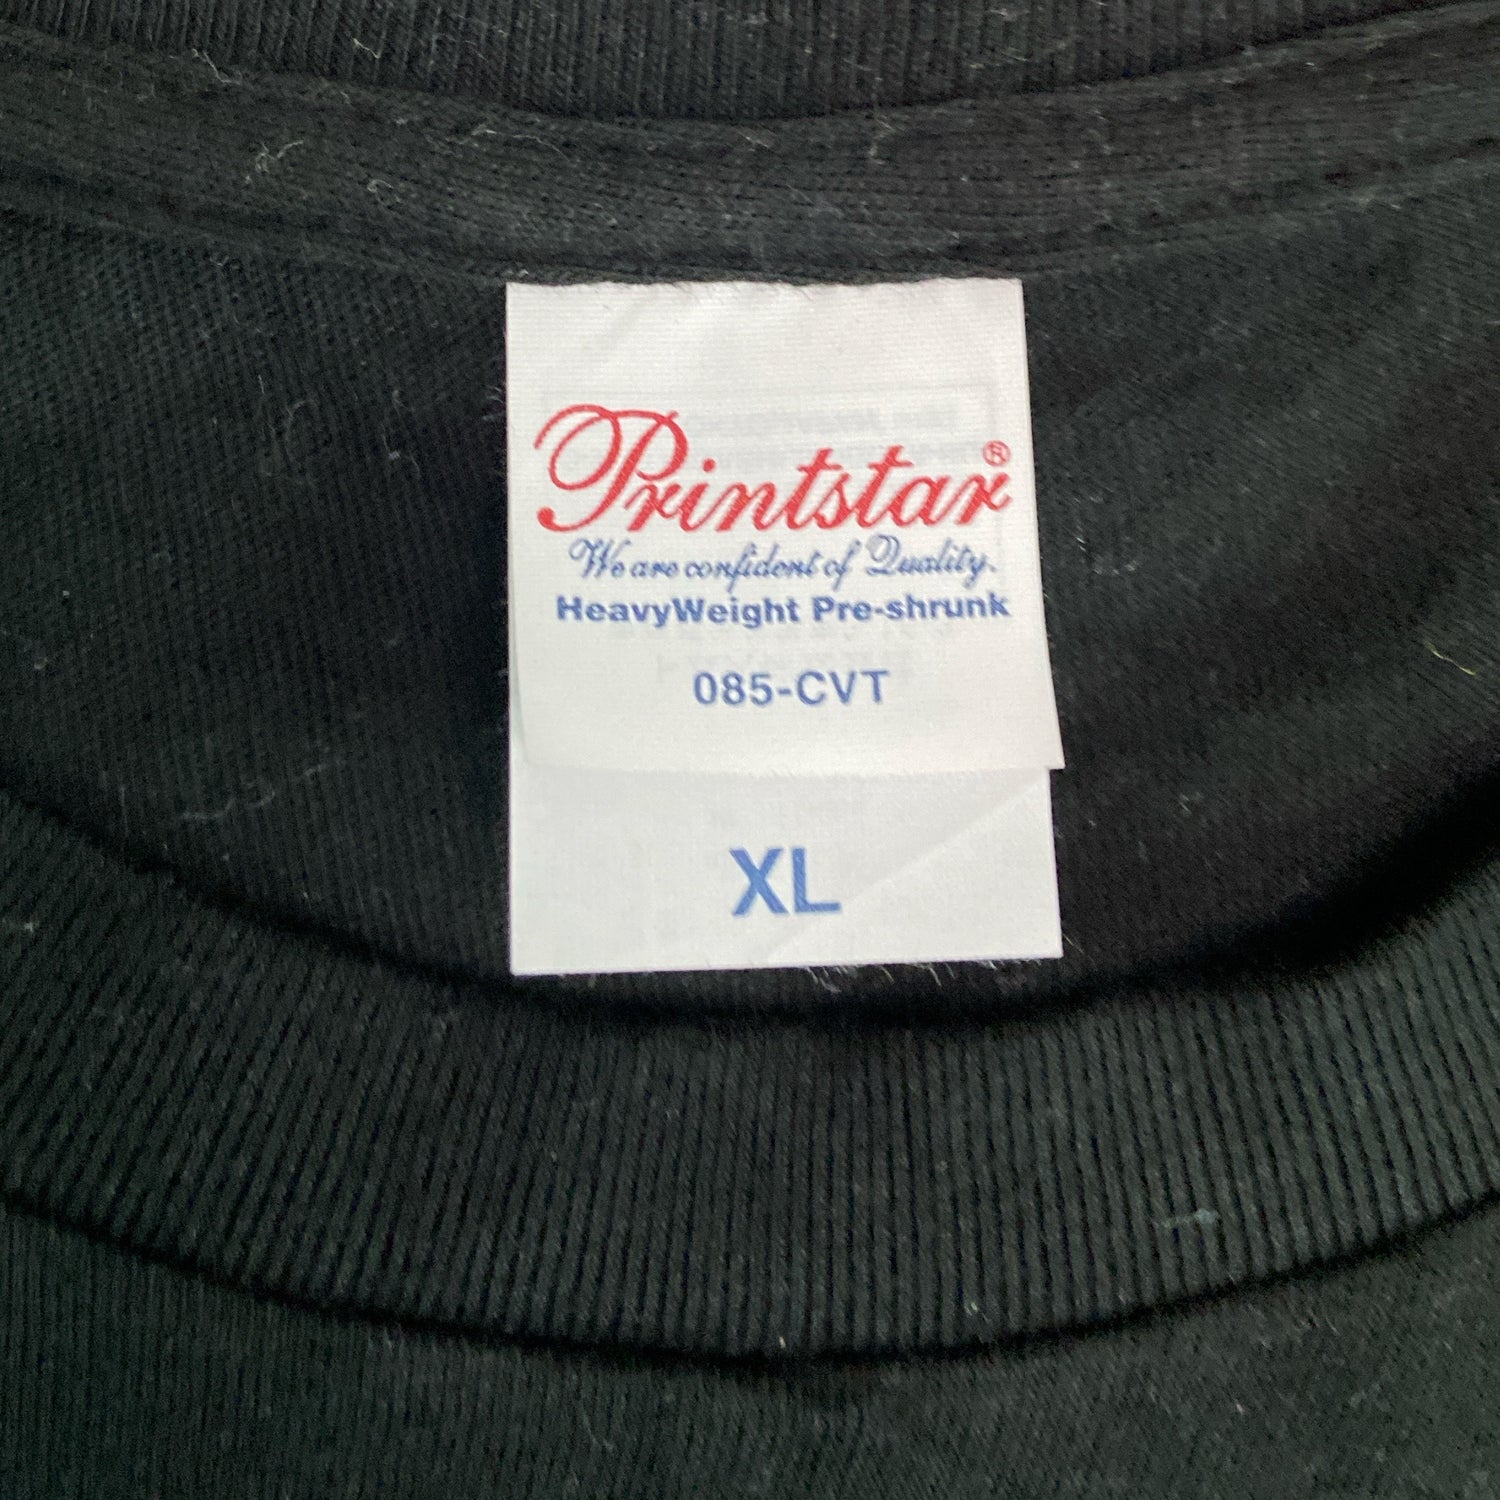 Printstar®
We are confident of Quality.
HeavyWeight Pre-shrunk
085-CVT
XL